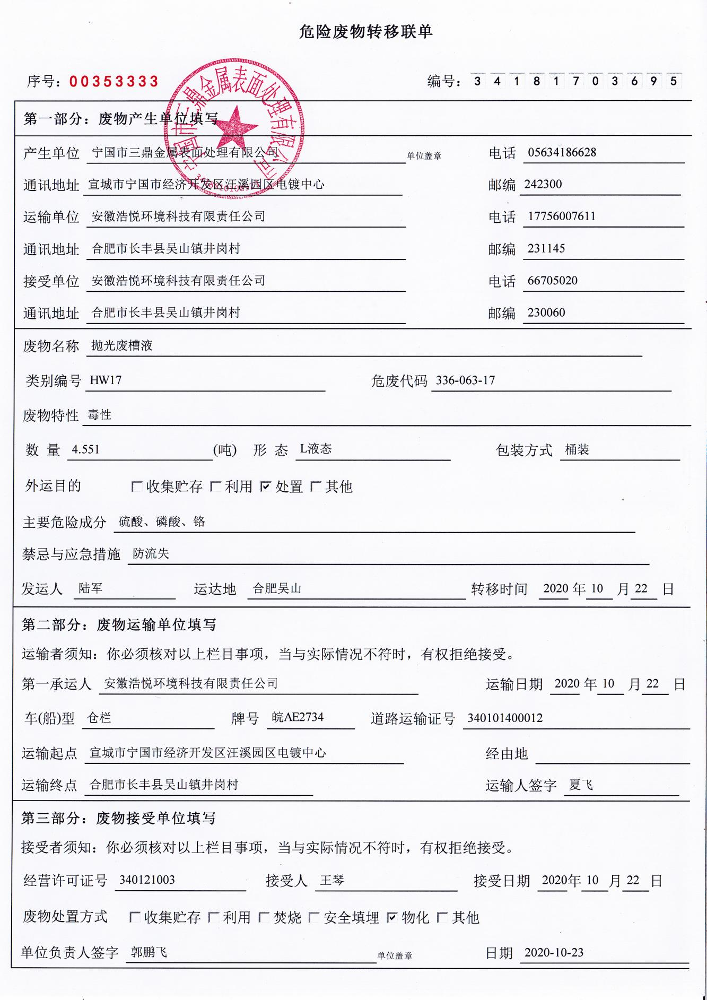 危险废物转移联单
序号：00353333 编号：34181703695
宁国市三鼎金属表面处理有限公司
第一部分：废物产生单位填写
产生单位 宁国市三鼎金属表面处理有限公司 单位盖章 电话 05634186628
通讯地址 宣城市宁国市经济开发区汪溪园区电镀中心 邮编 242300
运输单位 安徽浩悦环境科技有限责任公司 电话 17756007611
通讯地址 合肥市长丰县吴山镇井岗村 邮编 231145
接受单位 安徽浩悦环境科技有限责任公司 电话 66705020
通讯地址 合肥市长丰县吴山镇井岗村 邮编 230060
废物名称 抛光废槽液
类别编号 HW17 危废代码 336-063-17
废物特性 毒性
数 量 4.551 (吨) 形 态 L液态 包装方式 桶装
外运目的 收集贮存 利用 处置 其他
主要危险成分 硫酸、磷酸、铬
禁忌与应急措施 防流失
发运人 陆军 运达地 合肥吴山 转移时间 2020 年 10 月 22 日
第二部分：废物运输单位填写
运输者须知：你必须核对以上栏目事项，当与实际情况不符时，有权拒绝接受。
第一承运人 安徽浩悦环境科技有限责任公司 运输日期 2020 年 10 月 22 日
车(船)型 仓栏 牌号 皖AE2734 道路运输证号 340101400012
运输起点 宣城市宁国市经济开发区汪溪园区电镀中心 经由地
运输终点 合肥市长丰县吴山镇井岗村 运输人签字 夏飞
第三部分：废物接受单位填写
接受者须知：你必须核对以上栏目事项，当与实际情况不符时，有权拒绝接受。
经营许可证号 340121003 接受人 王琴 接受日期 2020年 10 月 22 日
废物处置方式 收集贮存 利用 焚烧 安全填埋 物化 其他
单位负责人签字 郭鹏飞 单位盖章 日期 2020-10-23